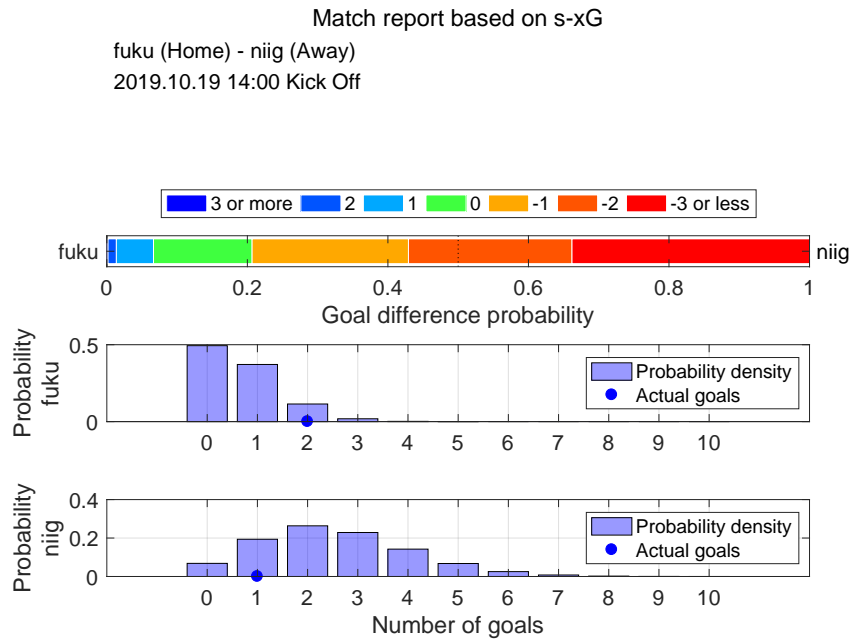 Match report based on s-xG
fuku (Home) - niig (Away)
2019.10.19 14:00 Kick Off
3 or more 2 1 0 -1 -2 -3 or less
fuku niig
0 0.2 0.4 0.6 0.8 1
Goal difference probability
Probability
fuku
0.5
0
Probability density
Actual goals
0 1 2 3 4 5 6 7 8 9 10
Probability
niig
0.4
0.2
0
Probability density
Actual goals
0 1 2 3 4 5 6 7 8 9 10
Number of goals